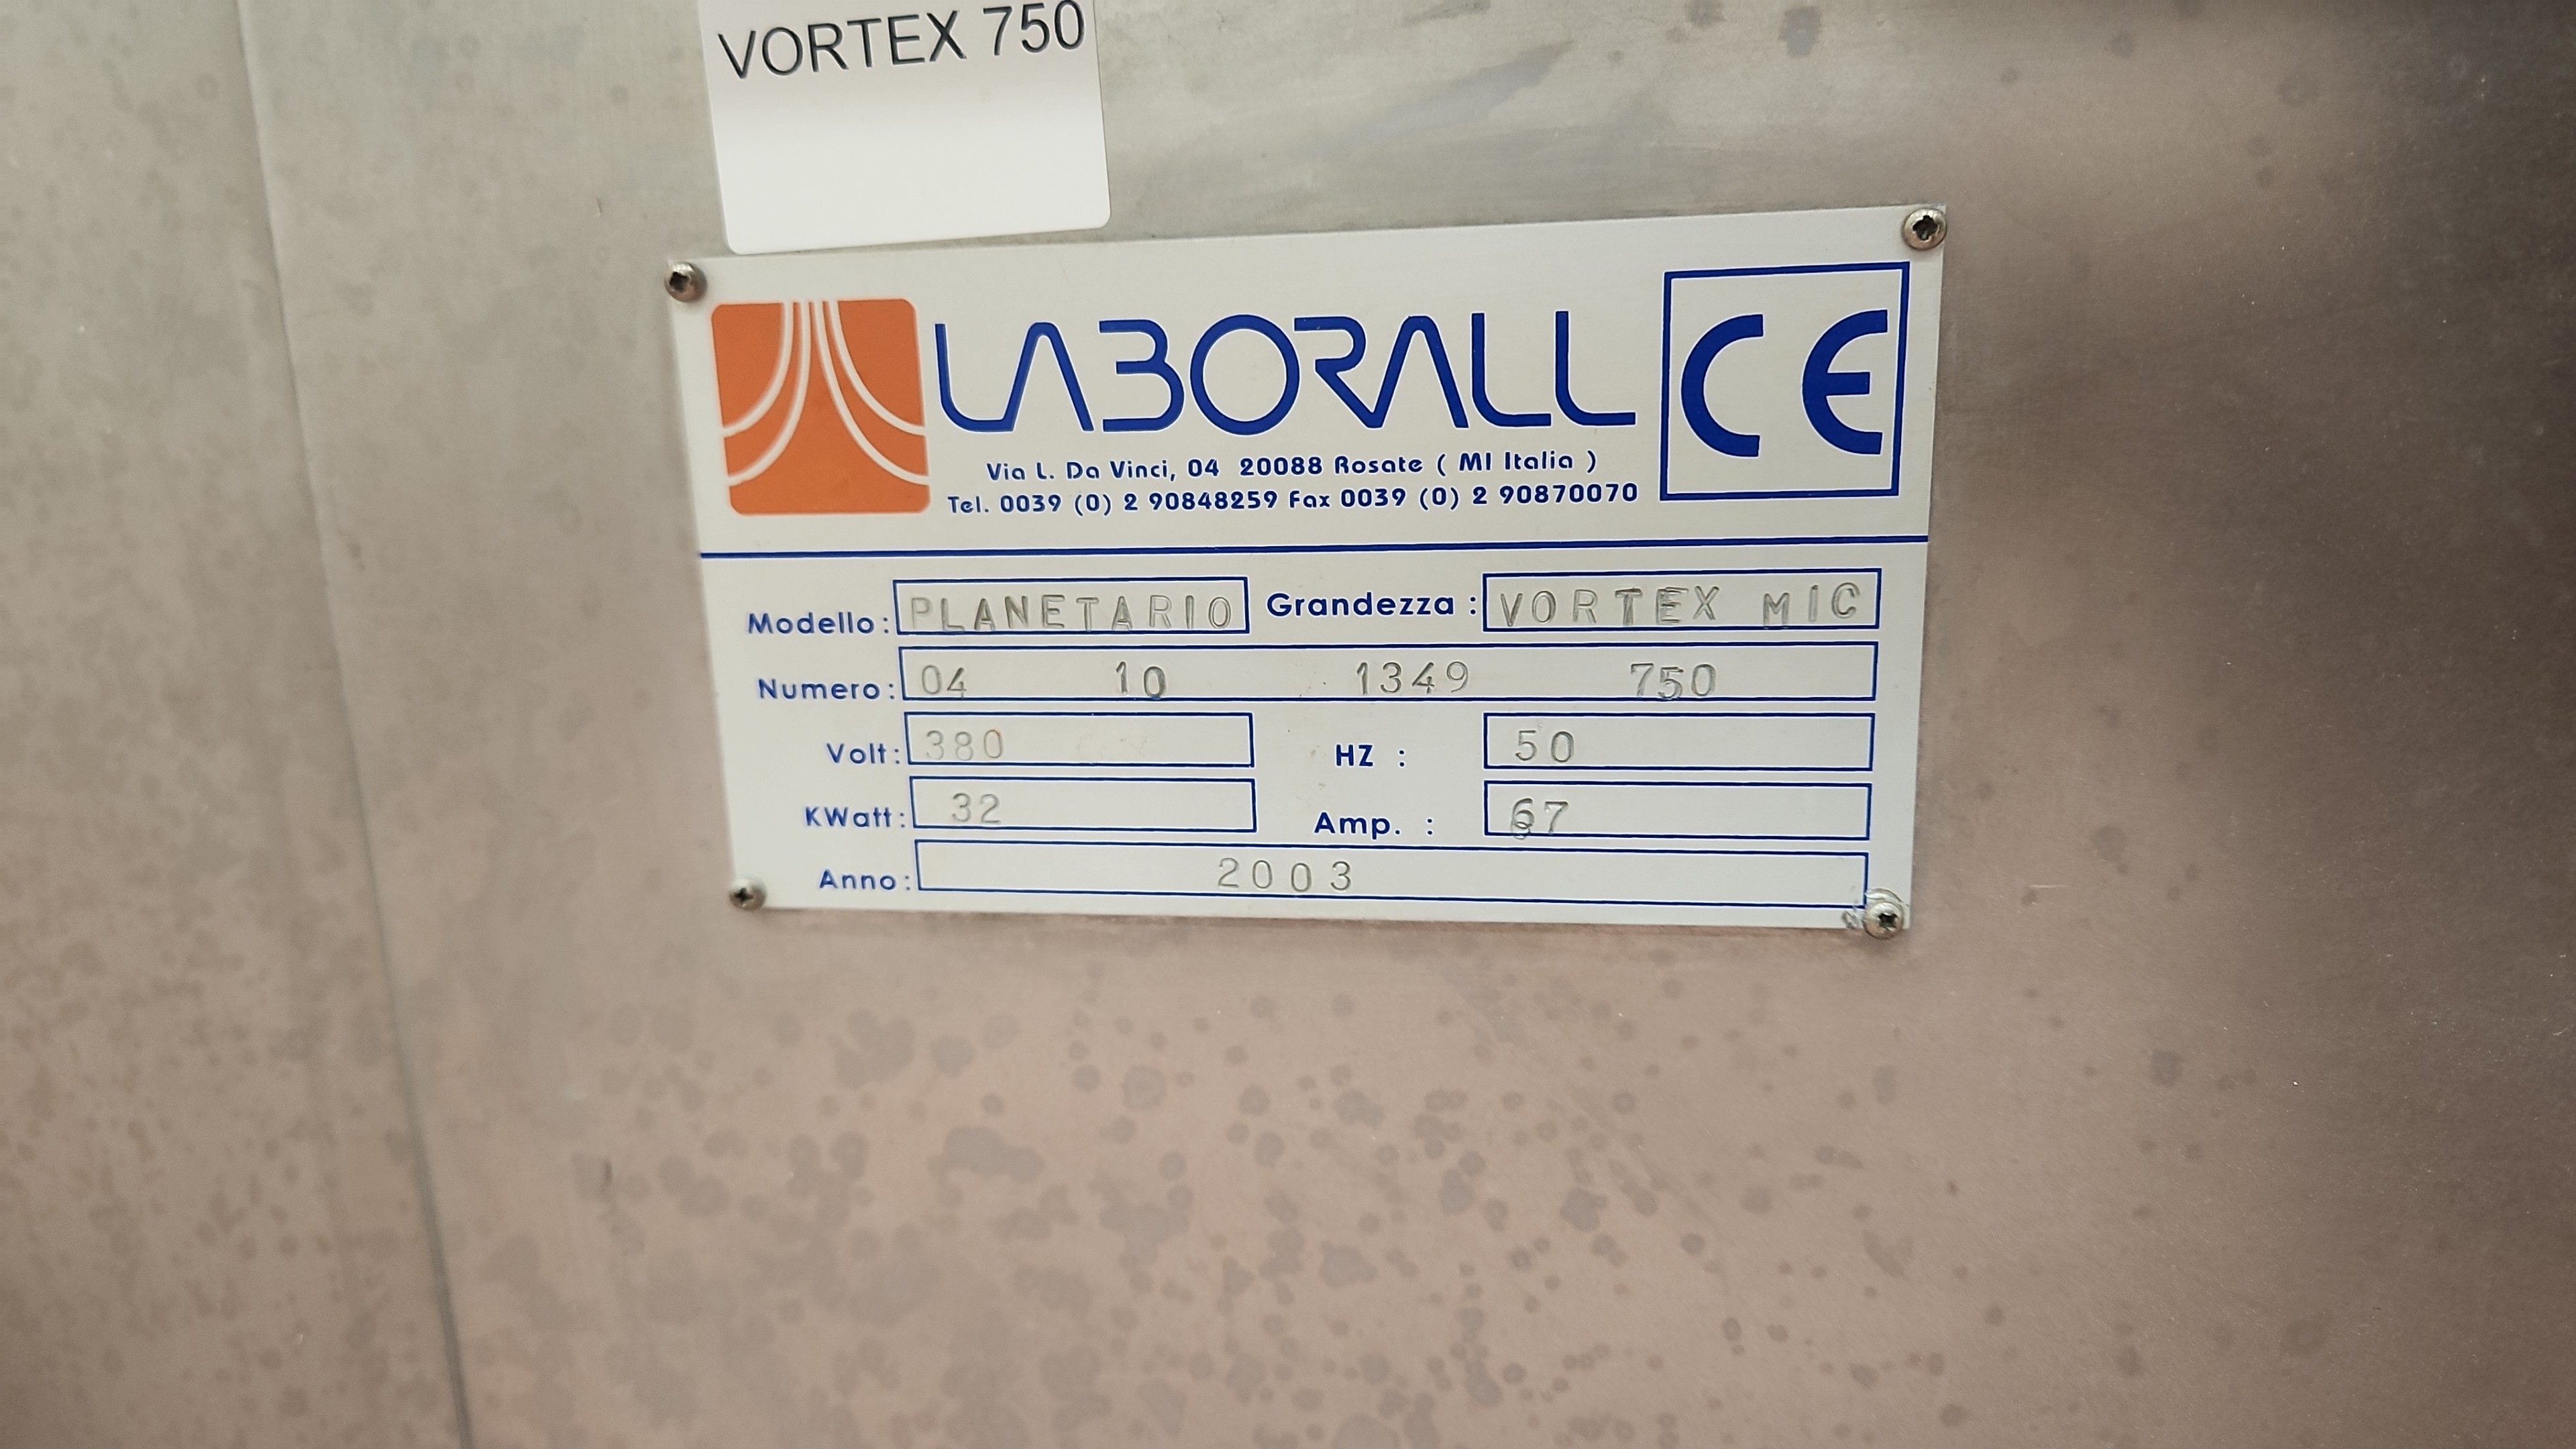 VORTEX 750
LABORALL CE
Via L. Da Vinci, 04 20088 Rosate ( MI Italia )
Tel. 0039 (0) 2 90848259 Fax 0039 (0) 2 90870070
Modello: PLANETARIO Grandezza : VORTEX MIC
Numero: 04 10 1349 750
Volt: 380 HZ : 50
KWatt: 32 Amp. : 67
Anno: 2003